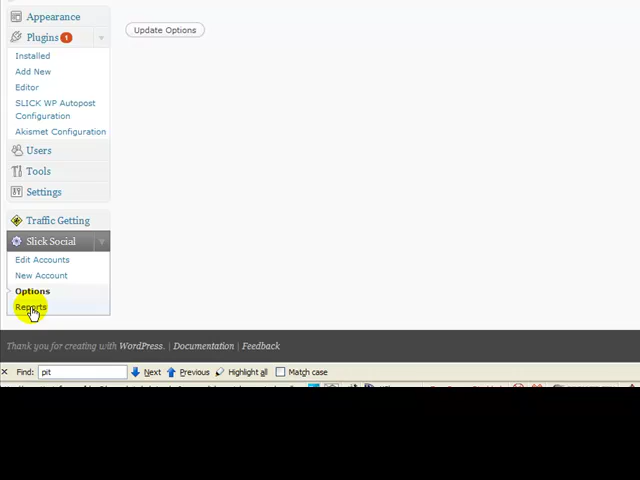 Appearance
Plugins 1
Update Options
Installed
Add New
Editor
SLICK WP Autopost
Configuration
Akismet Configuration
Users
Tools
Settings
Traffic Getting
Slick Social
Edit Accounts
New Account
Options
Reports
Thank you for creating with WordPress. | Documentation | Feedback
Find: pit Next Previous Highlight all Match case